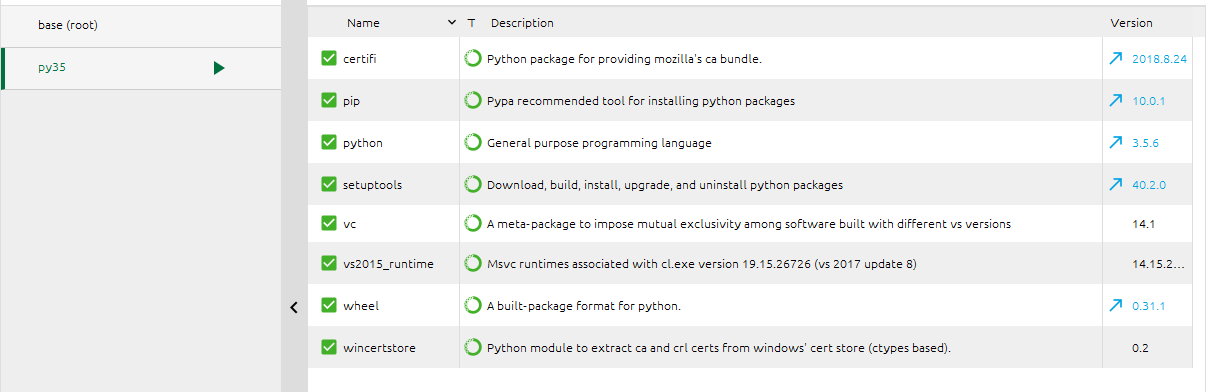 base (root)
py35
Name T Description Version
certifi Python package for providing mozilla's ca bundle. 2018.8.24
pip Pypa recommended tool for installing python packages 10.0.1
python General purpose programming language 3.5.6
setuptools Download, build, install, upgrade, and uninstall python packages 40.2.0
vc A meta-package to impose mutual exclusivity among software built with different vs versions 14.1
vs2015_runtime Msvc runtimes associated with cl.exe version 19.15.26726 (vs 2017 update 8) 14.15.2...
wheel A built-package format for python. 0.31.1
wincertstore Python module to extract ca and crl certs from windows' cert store (ctypes based). 0.2